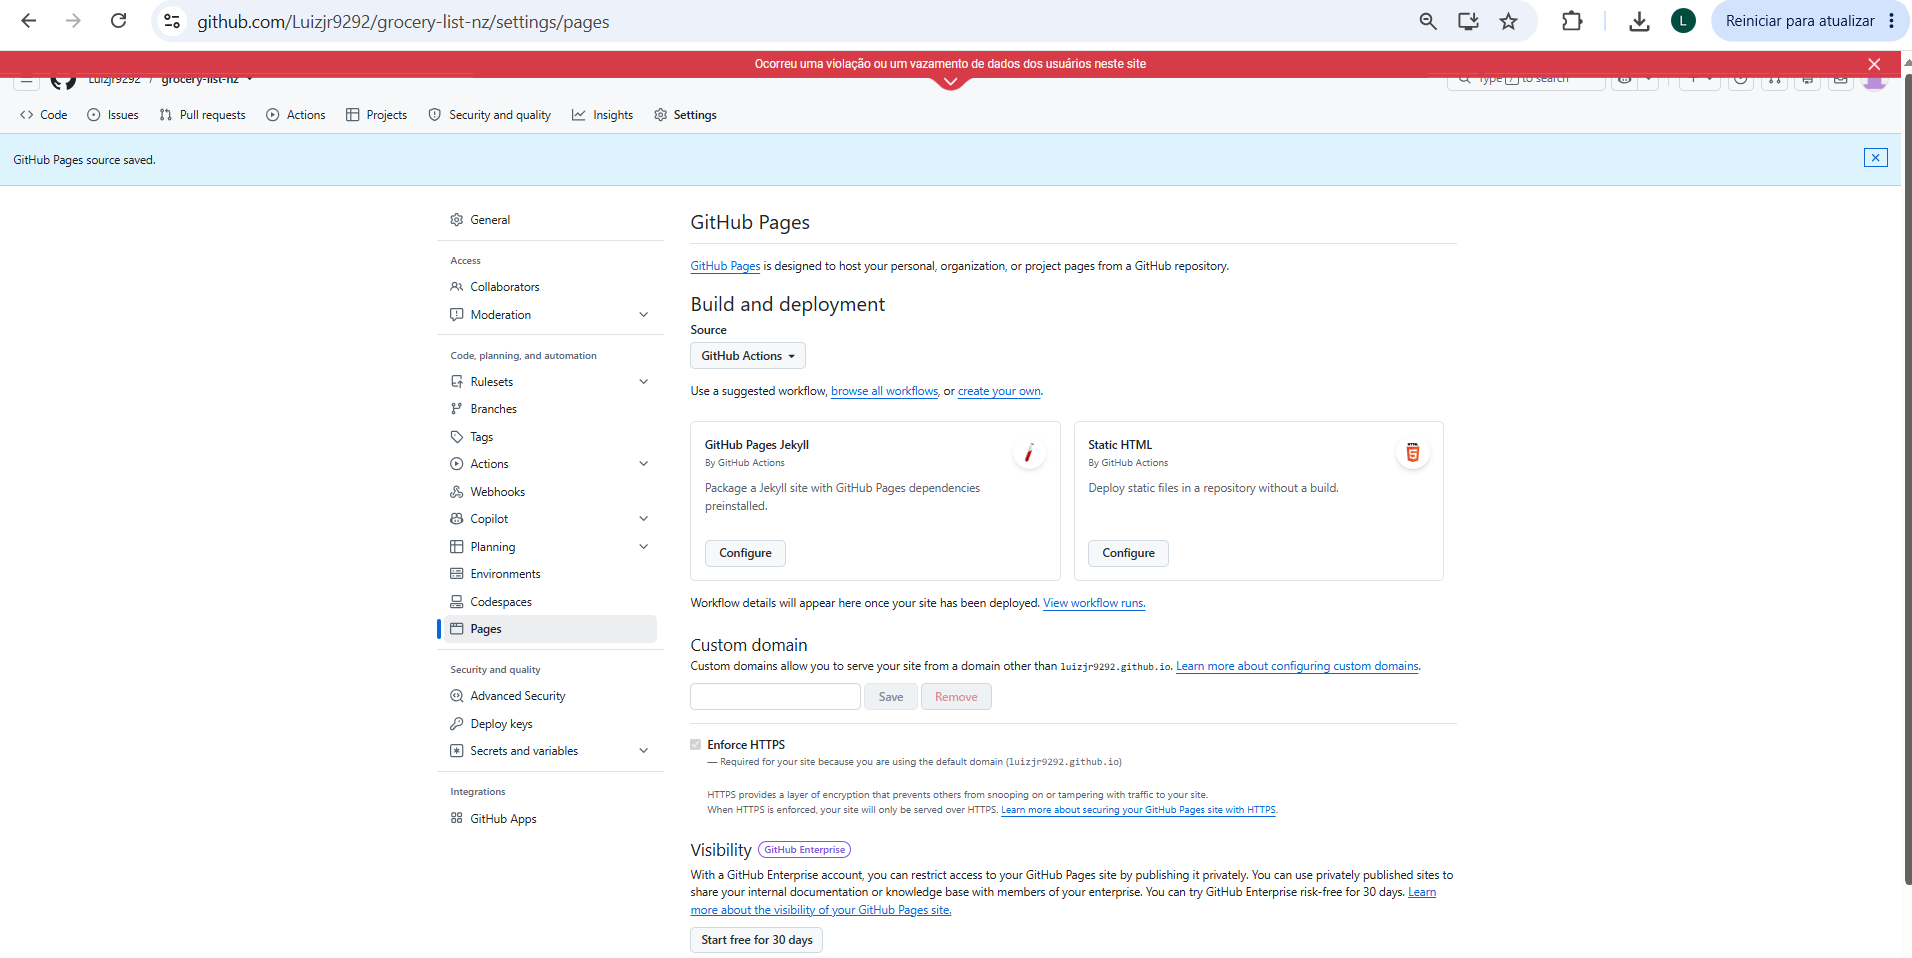 github.com/Luizjr9292/grocery-list-nz/settings/pages
L
Reiniciar para atualizar
Ocorreu uma violação ou um vazamento de dados dos usuários neste site
Luizjr9292 / grocery-list-nz
Type / to search
Code
Issues
Pull requests
Actions
Projects
Security and quality
Insights
Settings
GitHub Pages source saved.
General
Access
Collaborators
Moderation
Code, planning, and automation
Rulesets
Branches
Tags
Actions
Webhooks
Copilot
Planning
Environments
Codespaces
Pages
Security and quality
Advanced Security
Deploy keys
Secrets and variables
Integrations
GitHub Apps
GitHub Pages
GitHub Pages is designed to host your personal, organization, or project pages from a GitHub repository.
Build and deployment
Source
GitHub Actions
Use a suggested workflow, browse all workflows, or create your own.
GitHub Pages Jekyll
By GitHub Actions
Package a Jekyll site with GitHub Pages dependencies
preinstalled.
Configure
Static HTML
By GitHub Actions
Deploy static files in a repository without a build.
Configure
Workflow details will appear here once your site has been deployed. View workflow runs.
Custom domain
Custom domains allow you to serve your site from a domain other than luizjr9292.github.io. Learn more about configuring custom domains.
Save
Remove
Enforce HTTPS
— Required for your site because you are using the default domain (luizjr9292.github.io)
HTTPS provides a layer of encryption that prevents others from snooping on or tampering with traffic to your site.
When HTTPS is enforced, your site will only be served over HTTPS. Learn more about securing your GitHub Pages site with HTTPS.
Visibility GitHub Enterprise
With a GitHub Enterprise account, you can restrict access to your GitHub Pages site by publishing it privately. You can use privately published sites to
share your internal documentation or knowledge base with members of your enterprise. You can try GitHub Enterprise risk-free for 30 days. Learn
more about the visibility of your GitHub Pages site.
Start free for 30 days